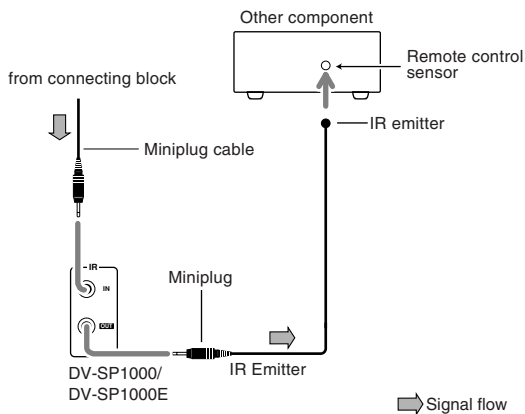 Other component
Remote control
sensor
from connecting block
IR emitter
Miniplug cable
IR
IN
Miniplug
OUT
IR Emitter
DV-SP1000/
DV-SP1000E
Signal flow